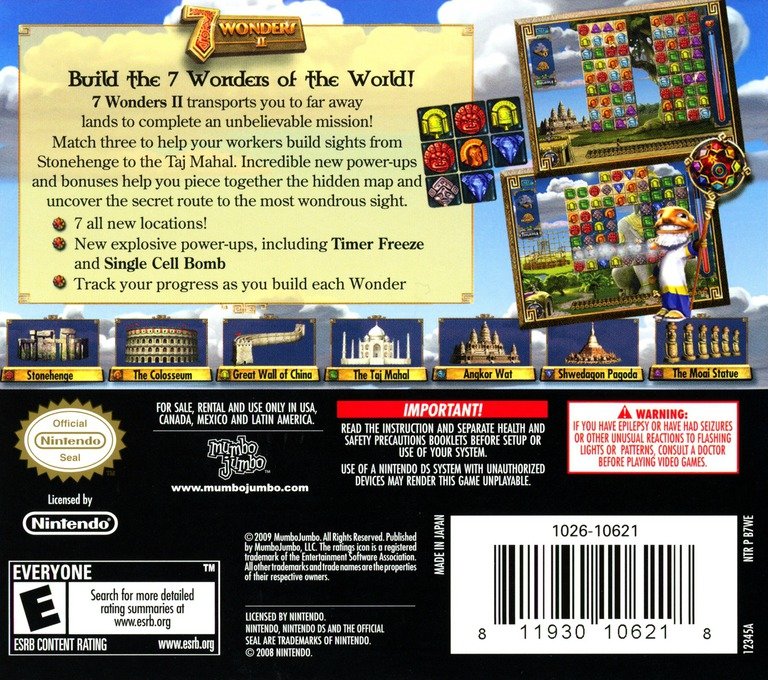 7 WONDERS
II
Build the 7 Wonders of the World!
7 Wonders II transports you to far away
lands to complete an unbelievable mission!
Match three to help your workers build sights from
Stonehenge to the Taj Mahal. Incredible new power-ups
and bonuses help you piece together the hidden map and
uncover the secret route to the most wondrous sight.
7 all new locations!
New explosive power-ups, including Timer Freeze
and Single Cell Bomb
Track your progress as you build each Wonder
Stonehenge
The Colosseum
Great Wall of China
The Taj Mahal
Angkor Wat
Shwedagon Pagoda
The Moai Statue
Official
Nintendo
Seal
Licensed by
Nintendo®
FOR SALE, RENTAL AND USE ONLY IN USA,
CANADA, MEXICO AND LATIN AMERICA.
mumbo
jumbo™
www.mumbojumbo.com
IMPORTANT!
READ THE INSTRUCTION AND SEPARATE HEALTH AND
SAFETY PRECAUTIONS BOOKLETS BEFORE SETUP OR
USE OF YOUR SYSTEM.
USE OF A NINTENDO DS SYSTEM WITH UNAUTHORIZED
DEVICES MAY RENDER THIS GAME UNPLAYABLE.
WARNING:
IF YOU HAVE EPILEPSY OR HAVE HAD SEIZURES
OR OTHER UNUSUAL REACTIONS TO FLASHING
LIGHTS OR PATTERNS, CONSULT A DOCTOR
BEFORE PLAYING VIDEO GAMES.
EVERYONE ™
E
Search for more detailed
rating summaries at
www.esrb.org
ESRB CONTENT RATING www.esrb.org
© 2009 MumboJumbo. All Rights Reserved. Published
by MumboJumbo, LLC. The ratings icon is a registered
trademark of the Entertainment Software Association.
All other trademarks and trade names are the properties
of their respective owners.
LICENSED BY NINTENDO.
NINTENDO, NINTENDO DS AND THE OFFICIAL
SEAL ARE TRADEMARKS OF NINTENDO.
© 2008 NINTENDO.
MADE IN JAPAN
1026-10621
8 11930 10621 8
NTR P B7WE
12345A